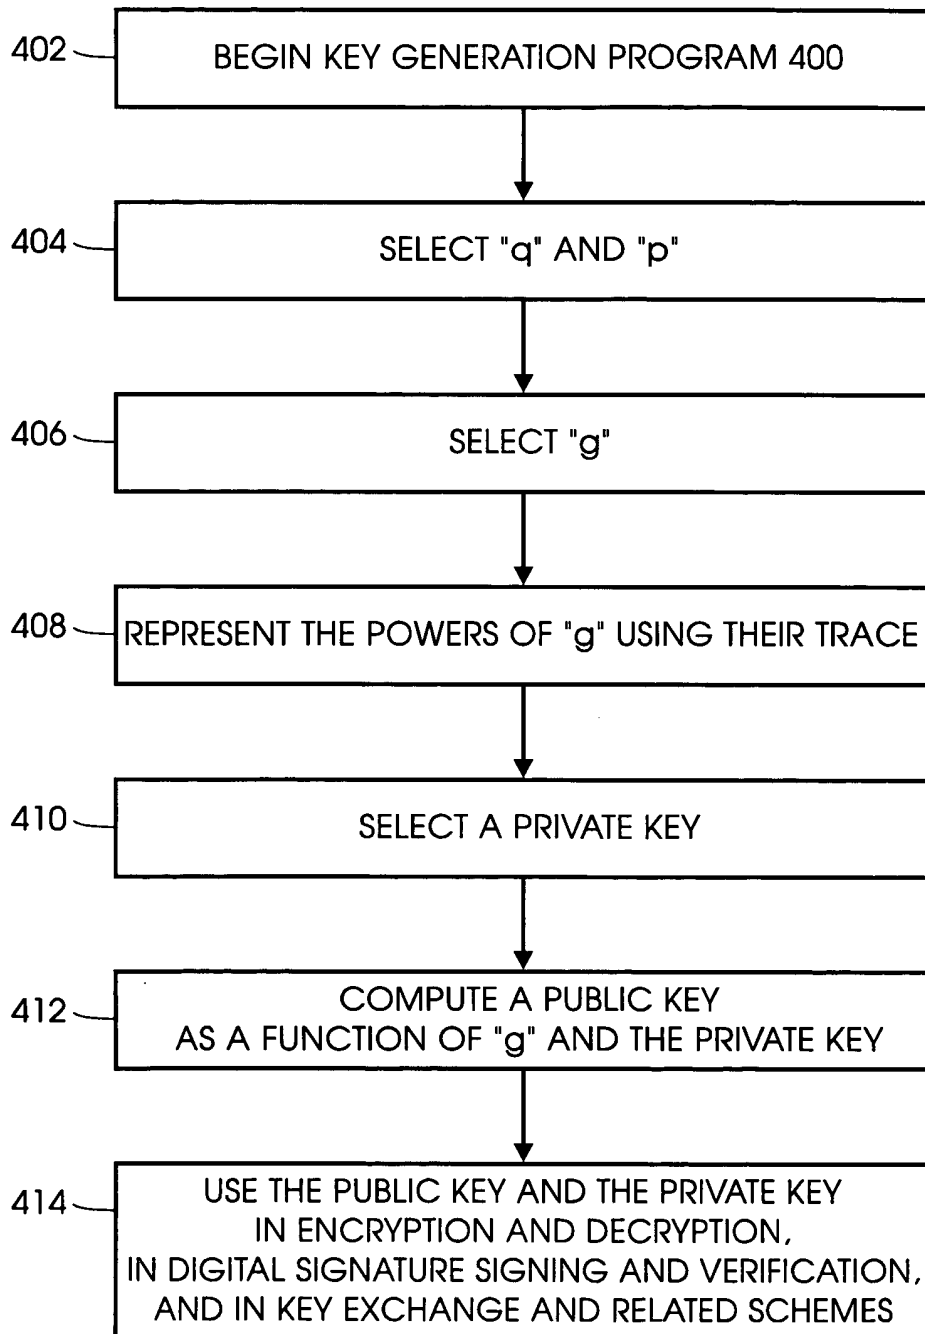 402
BEGIN KEY GENERATION PROGRAM 400
404
SELECT "q" AND "p"
406
SELECT "g"
408
REPRESENT THE POWERS OF "g" USING THEIR TRACE
410
SELECT A PRIVATE KEY
412
COMPUTE A PUBLIC KEY
AS A FUNCTION OF "g" AND THE PRIVATE KEY
414
USE THE PUBLIC KEY AND THE PRIVATE KEY
IN ENCRYPTION AND DECRYPTION,
IN DIGITAL SIGNATURE SIGNING AND VERIFICATION,
AND IN KEY EXCHANGE AND RELATED SCHEMES